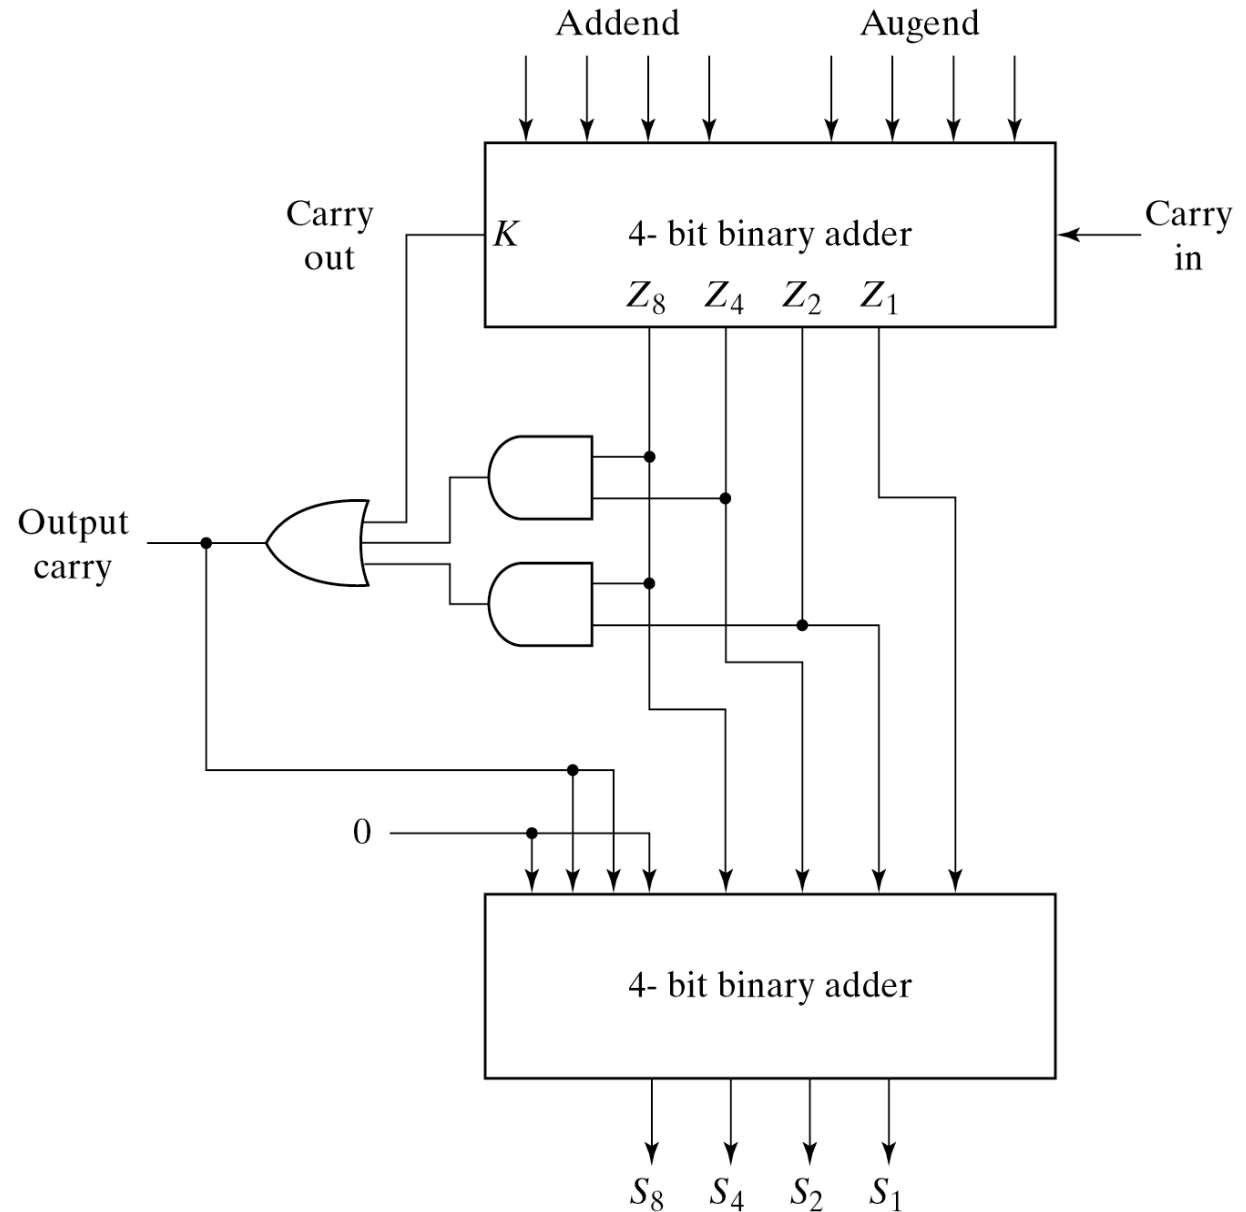 Addend
Augend
Carry
out
K
4- bit binary adder
Carry
in
Z8 Z4 Z2 Z1
Output
carry
0
4- bit binary adder
S8 S4 S2 S1